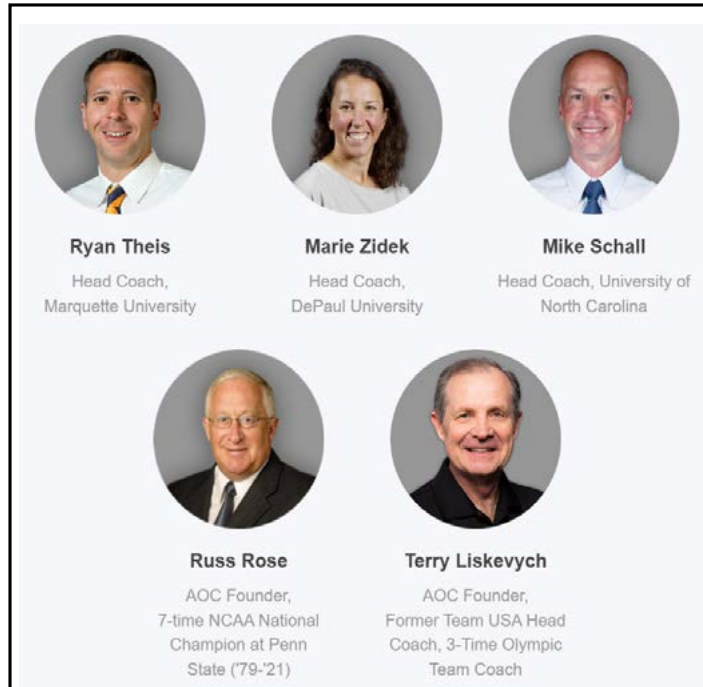 Ryan Theis
Head Coach,
Marquette University
Marie Zidek
Head Coach,
DePaul University
Mike Schall
Head Coach, University of
North Carolina
Russ Rose
AOC Founder,
7-time NCAA National
Champion at Penn
State ('79-'21)
Terry Liskevych
AOC Founder,
Former Team USA Head
Coach, 3-Time Olympic
Team Coach